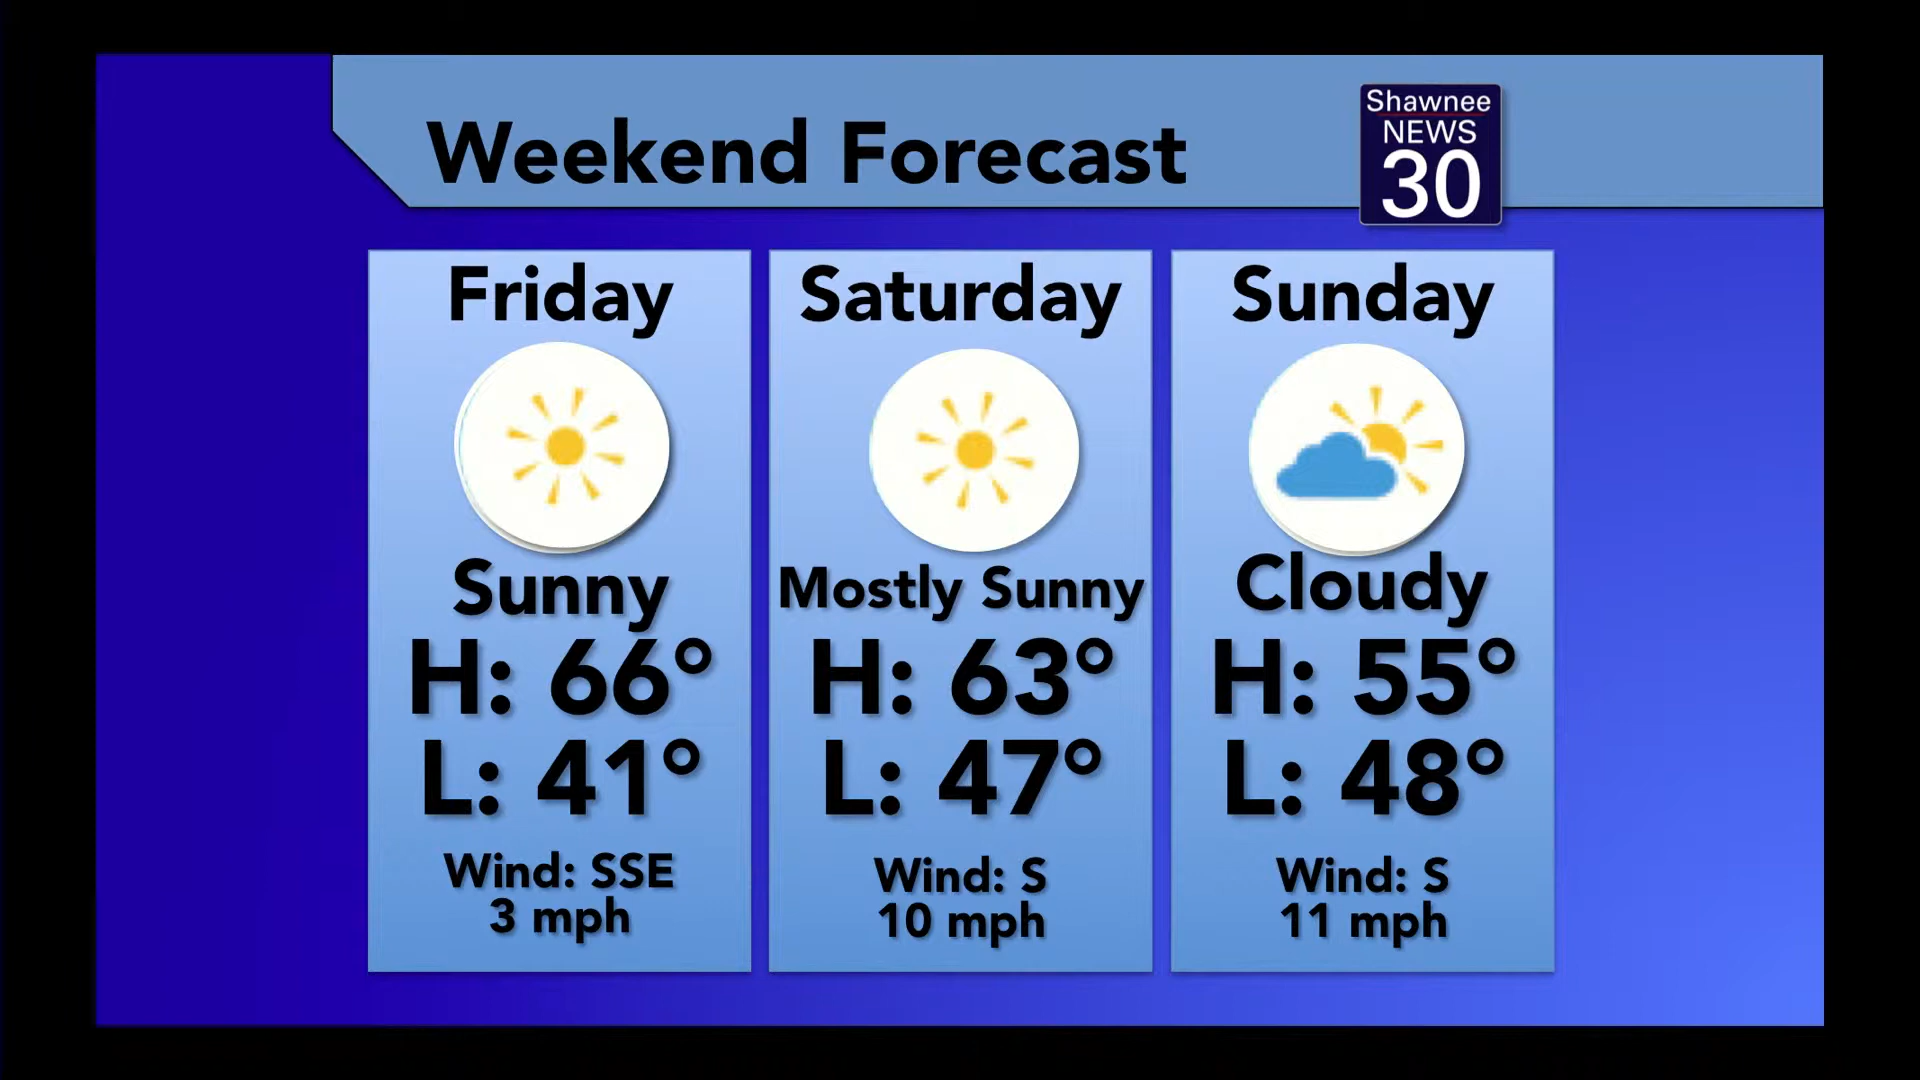 Weekend Forecast
Shawnee
NEWS
30
Friday
Sunny
H: 66°
L: 41°
Wind: SSE
3 mph
Saturday
Mostly Sunny
H: 63°
L: 47°
Wind: S
10 mph
Sunday
Cloudy
H: 55°
L: 48°
Wind: S
11 mph